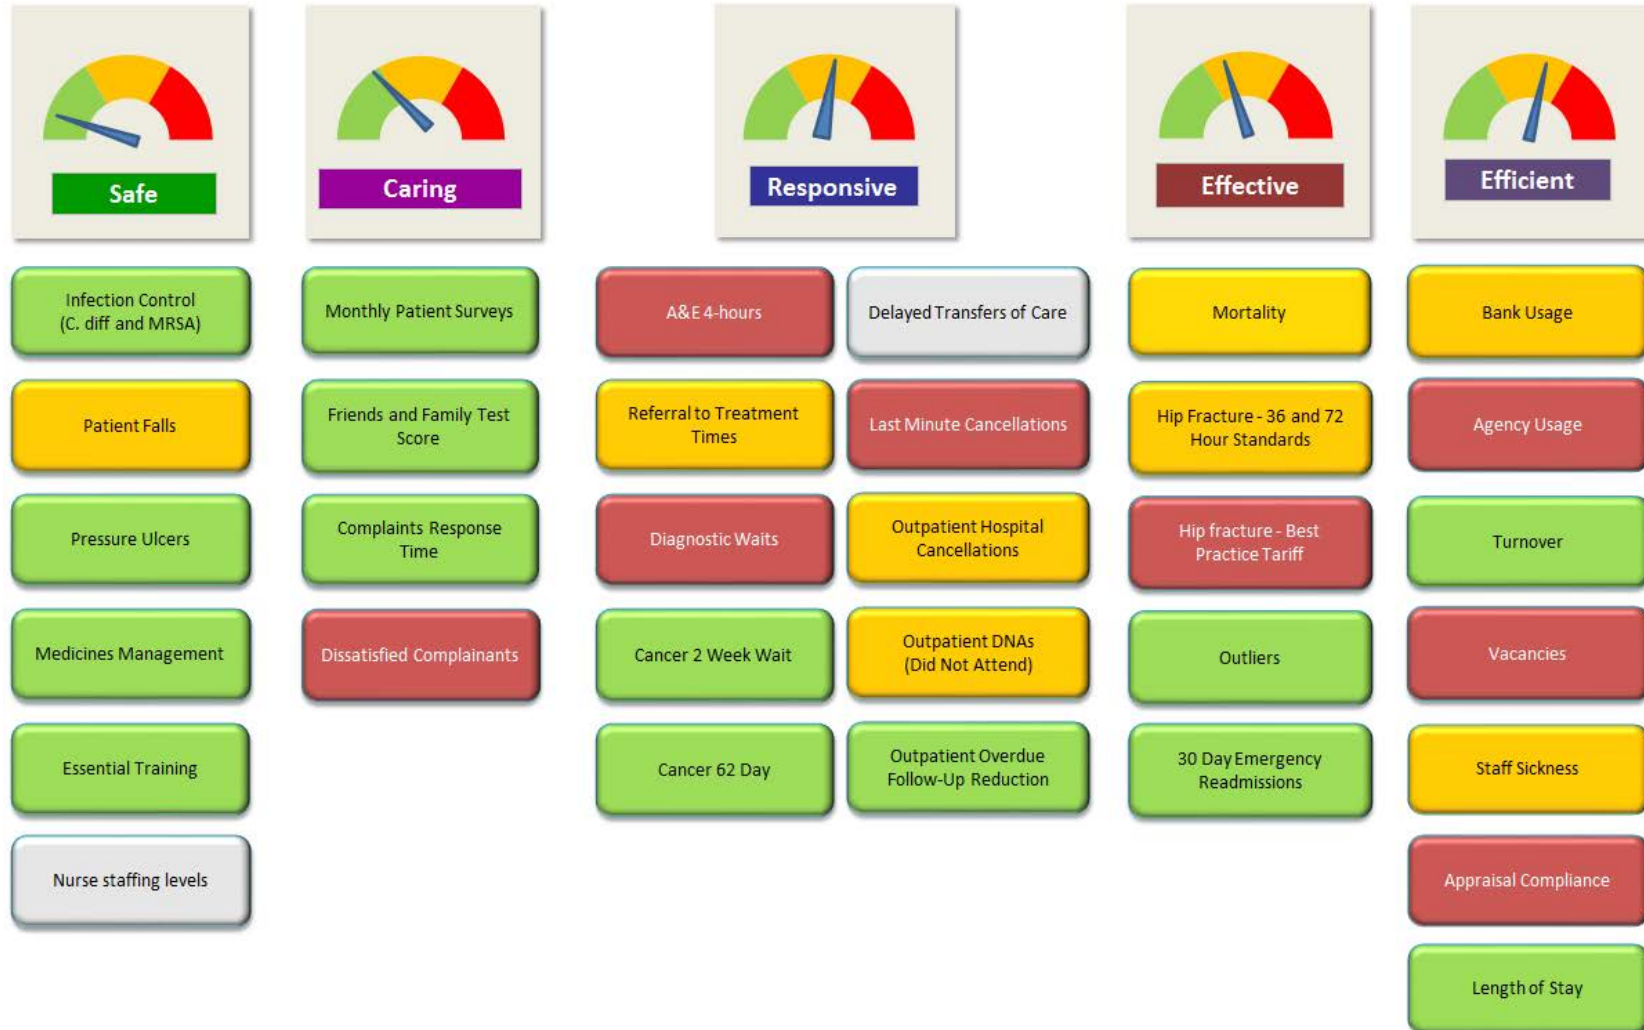 Safe
Caring
Responsive
Effective
Efficient
Infection Control
(C. diff and MRSA)
Patient Falls
Pressure Ulcers
Medicines Management
Essential Training
Nurse staffing levels
Monthly Patient Surveys
Friends and Family Test
Score
Complaints Response
Time
Dissatisfied Complainants
A&E 4-hours
Referral to Treatment
Times
Diagnostic Waits
Cancer 2 Week Wait
Cancer 62 Day
Delayed Transfers of Care
Last Minute Cancellations
Outpatient Hospital
Cancellations
Outpatient DNAs
(Did Not Attend)
Outpatient Overdue
Follow-Up Reduction
Mortality
Hip Fracture - 36 and 72
Hour Standards
Hip fracture - Best
Practice Tariff
Outliers
30 Day Emergency
Readmissions
Bank Usage
Agency Usage
Turnover
Vacancies
Staff Sickness
Appraisal Compliance
Length of Stay